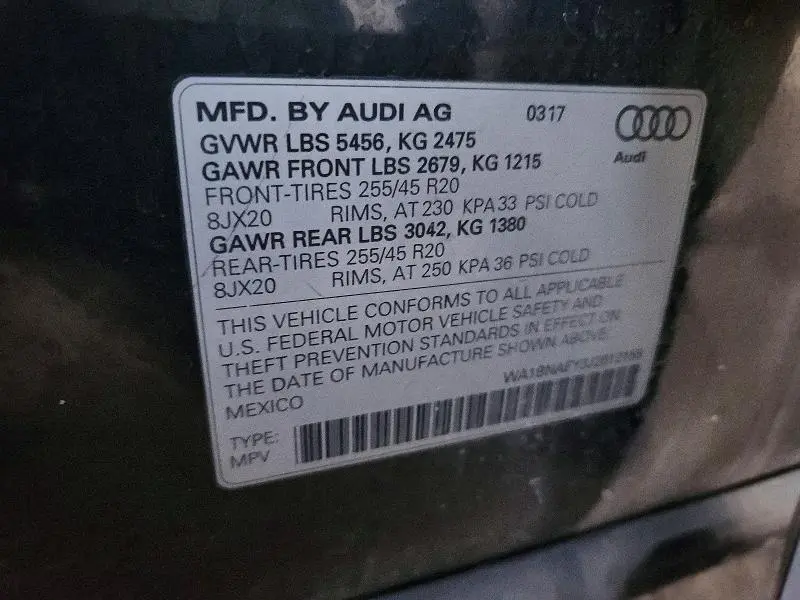 MFD. BY AUDI AG 0317
GVWR LBS 5456, KG 2475
Audi
GAWR FRONT LBS 2679, KG 1215
FRONT-TIRES 255/45 R20
8JX20 RIMS, AT 230 KPA 33 PSI COLD
GAWR REAR LBS 3042, KG 1380
REAR-TIRES 255/45 R20
8JX20 RIMS, AT 250 KPA 36 PSI COLD
THIS VEHICLE CONFORMS TO ALL APPLICABLE
U.S. FEDERAL MOTOR VEHICLE SAFETY AND
THEFT PREVENTION STANDARDS IN EFFECT ON
THE DATE OF MANUFACTURE SHOWN ABOVE.
MEXICO
TYPE:
MPV